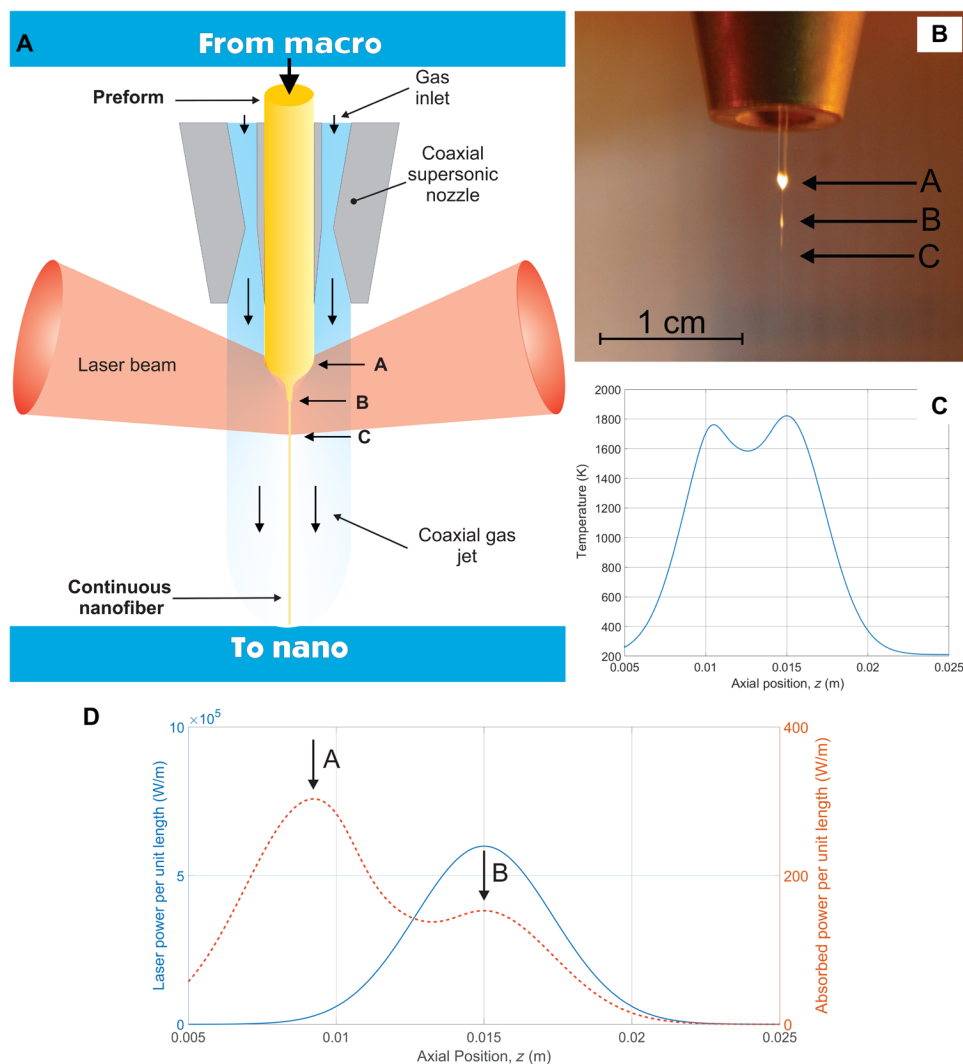 A
From macro
Preform
Gas
inlet
Coaxial
supersonic
nozzle
Laser beam
A
B
C
Coaxial gas
jet
Continuous
nanofiber
To nano
B
A
B
C
1 cm
C
2000
1800
1600
1400
1200
1000
800
600
400
200
Temperature (K)
0.005 0.01 0.015 0.02 0.025
Axial position, z (m)
D
10 ×10⁵
5
0
Laser power per unit length (W/m)
A
B
400
200
0
Absorbed power per unit length (W/m)
0.005 0.01 0.015 0.02 0.025
Axial Position, z (m)